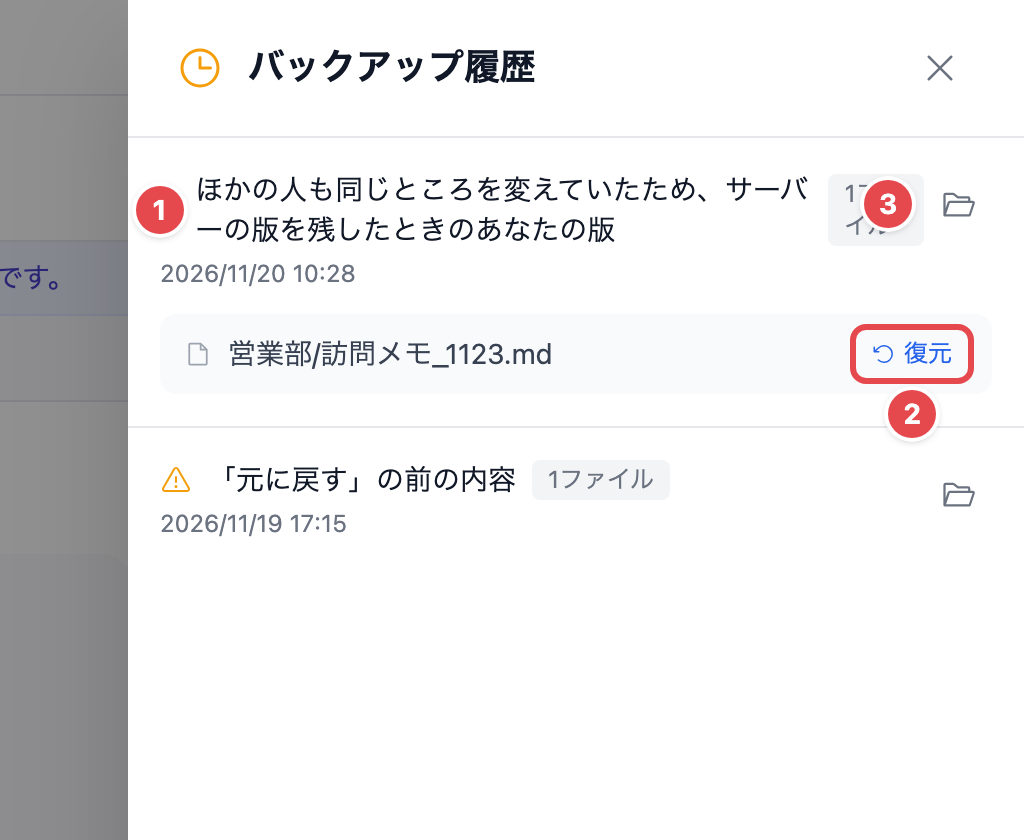 バックアップ履歴
1
ほかの人も同じところを変えていたため、サーバ
ーの版を残したときのあなたの版
3
2026/11/20 10:28
です。
営業部/訪問メモ_1123.md
復元
2
「元に戻す」の前の内容
1ファイル
2026/11/19 17:15